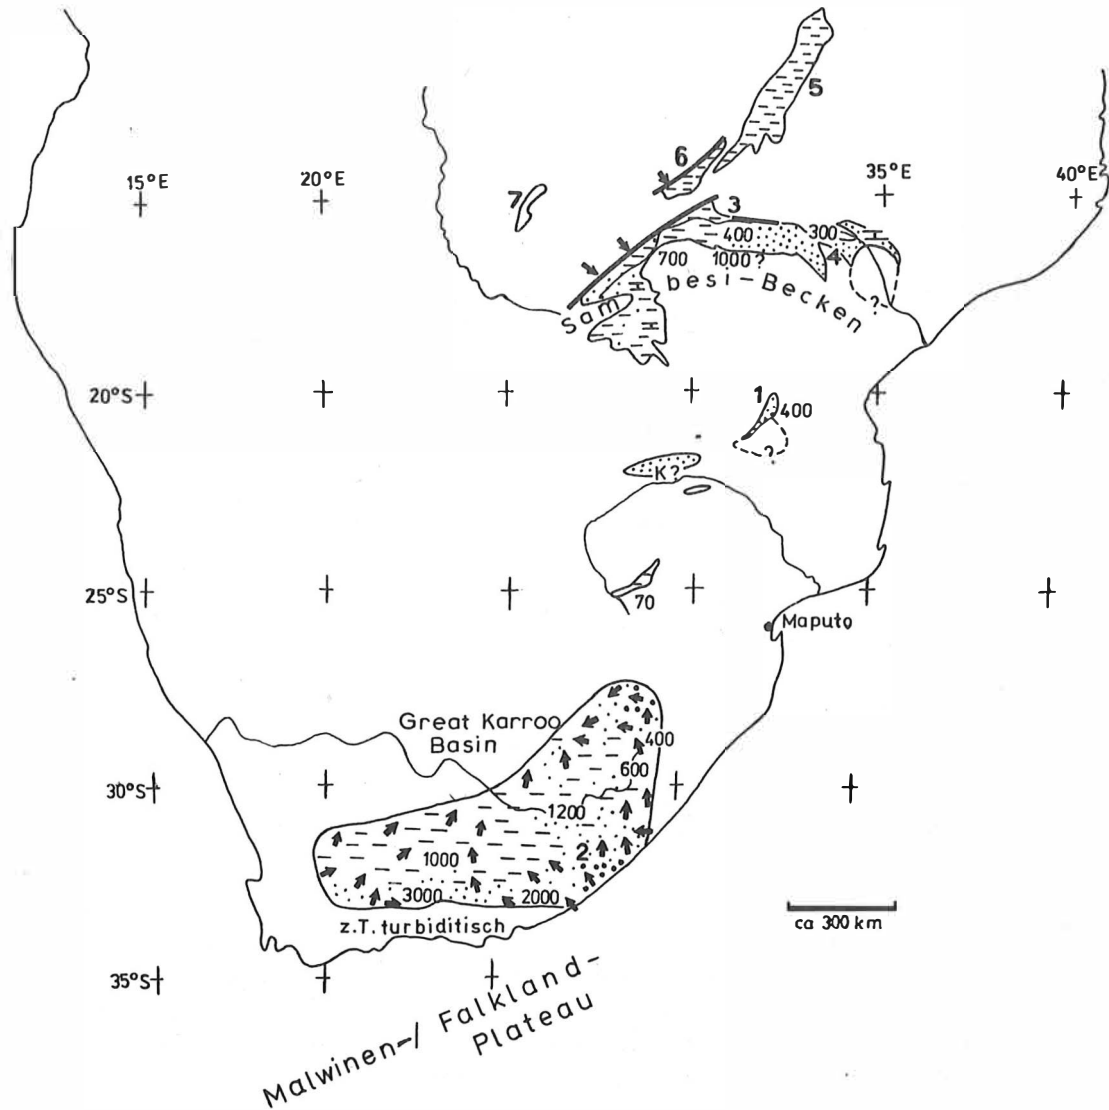 5
6
35°E
40°E
15°E
20°E
7
3
400
300
4
700
1000?
Sam
besi-Becken
?
20°S
1
400
?
K?
25°S
70
Maputo
Great Karroo
Basin
400
600
30°S
1200
2
1000
3000
2000
ca 300 km
z.T. turbiditisch
35°S
Malwinen-/ Falkland-
Plateau